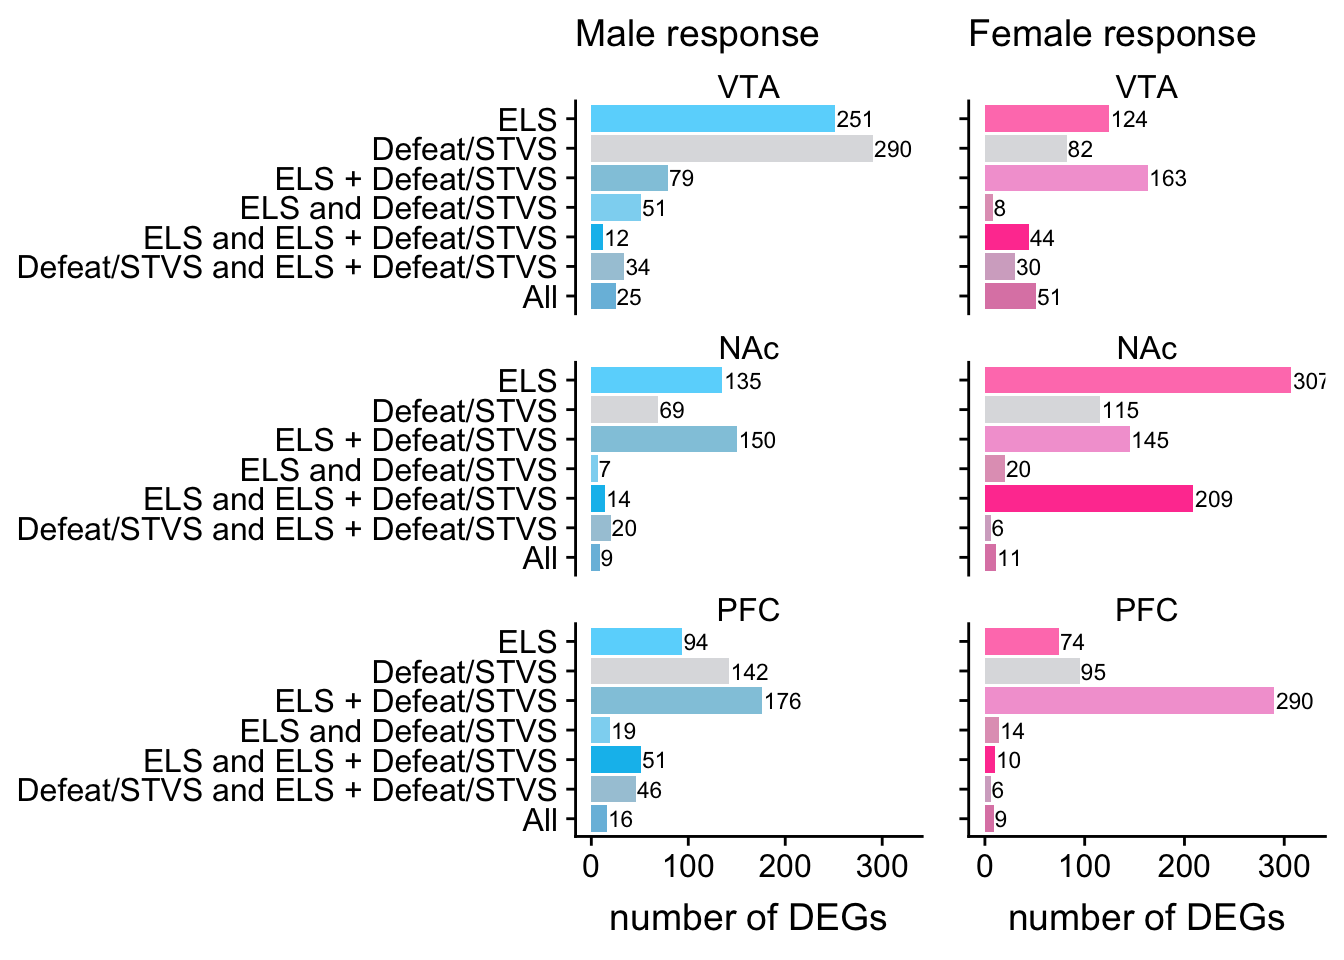 Male response
Female response
VTA
VTA
ELS 251 124
Defeat/STVS 290 82
ELS + Defeat/STVS 79 163
ELS and Defeat/STVS 51 8
ELS and ELS + Defeat/STVS 12 44
Defeat/STVS and ELS + Defeat/STVS 34 30
All 25 51
NAc
NAc
ELS 135 307
Defeat/STVS 69 115
ELS + Defeat/STVS 150 145
ELS and Defeat/STVS 7 20
ELS and ELS + Defeat/STVS 14 209
Defeat/STVS and ELS + Defeat/STVS 20 6
All 9 11
PFC
PFC
ELS 94 74
Defeat/STVS 142 95
ELS + Defeat/STVS 176 290
ELS and Defeat/STVS 19 14
ELS and ELS + Defeat/STVS 51 10
Defeat/STVS and ELS + Defeat/STVS 46 6
All 16 9
0 100 200 300
0 100 200 300
number of DEGs
number of DEGs